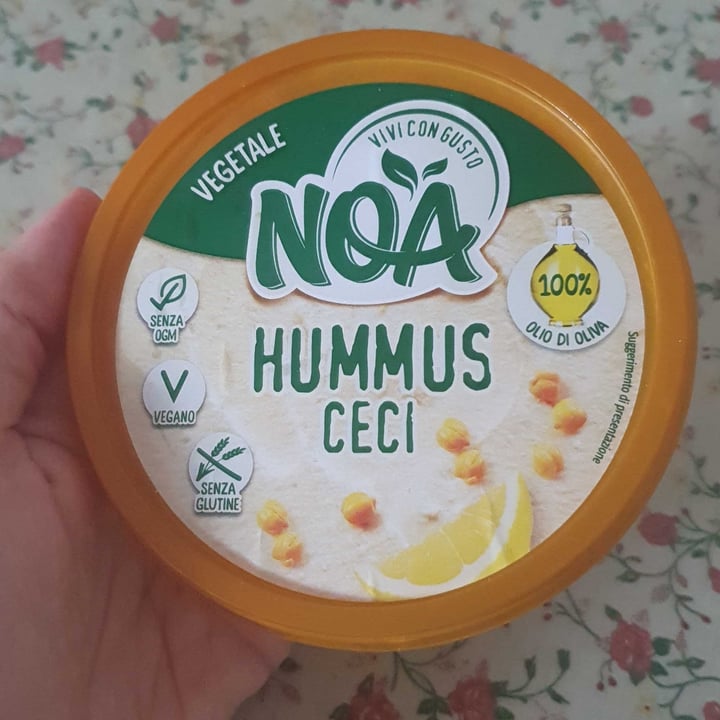 VEGETALE
VIVI CON GUSTO
NOA
100%
OLIO DI OLIVA
SENZA
OGM
HUMMUS
CECI
VEGANO
SENZA
GLUTINE
Suggerimento di presentazione